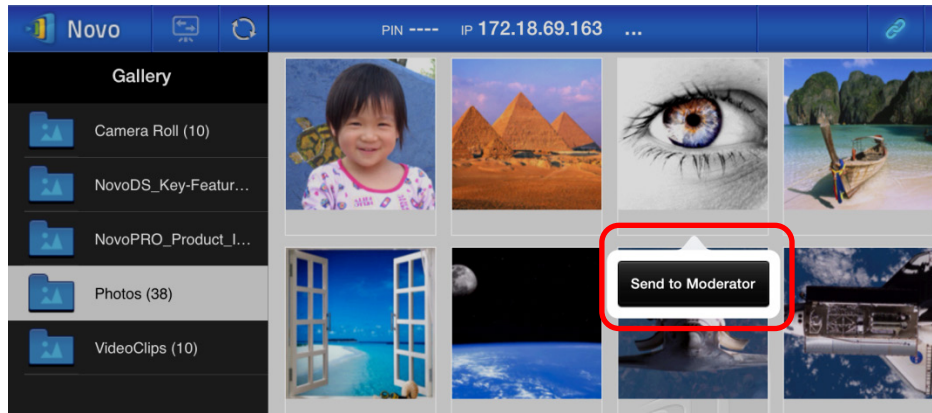 Novo
PIN ---- IP 172.18.69.163 ...
Gallery
Camera Roll (10)
NovoDS_Key-Featur...
NovoPRO_Product_I...
Photos (38)
VideoClips (10)
Send to Moderator